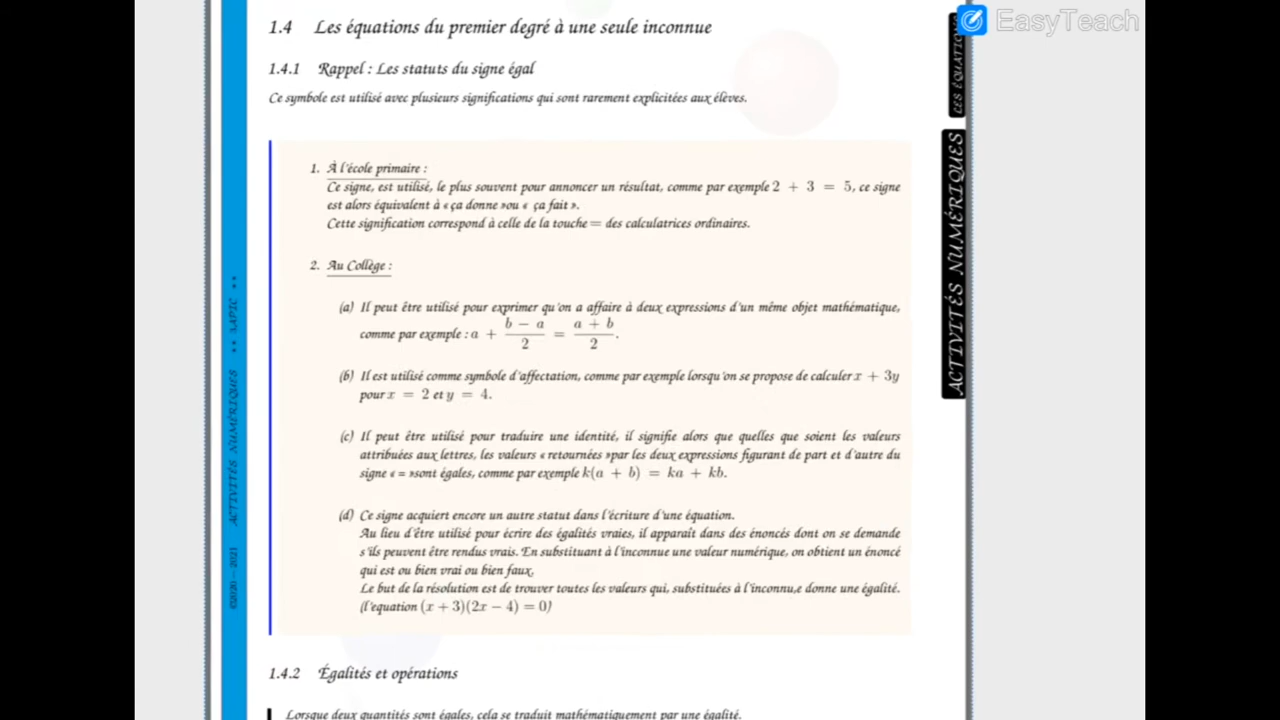 EasyTeach
1.4 Les équations du premier degré à une seule inconnue
1.4.1 Rappel : Les statuts du signe égal
Ce symbole est utilisé avec plusieurs significations qui sont rarement explicitées aux élèves.
1. À l'école primaire :
Ce signe, est utilisé, le plus souvent pour annoncer un résultat, comme par exemple 2 + 3 = 5, ce signe
est alors équivalent à « ça donne »ou « ça fait ».
Cette signification correspond à celle de la touche = des calculatrices ordinaires.
2. Au Collège :
(a) Il peut être utilisé pour exprimer qu'on a affaire à deux expressions d'un même objet mathématique,
comme par exemple : a + \frac{b − a}{2} = \frac{a + b}{2}.
(b) Il est utilisé comme symbole d'affectation, comme par exemple lorsqu'on se propose de calculer x + 3y
pour x = 2 et y = 4.
(c) Il peut être utilisé pour traduire une identité, il signifie alors que quelles que soient les valeurs
attribuées aux lettres, les valeurs « retournées »par les deux expressions figurant de part et d'autre du
signe « = »sont égales, comme par exemple k(a + b) = ka + kb.
(d) Ce signe acquiert encore un autre statut dans l'écriture d'une équation.
Au lieu d'être utilisé pour écrire des égalités vraies, il apparaît dans des énoncés dont on se demande
s'ils peuvent être rendus vrais. En substituant à l'inconnue une valeur numérique, on obtient un énoncé
qui est ou bien vrai ou bien faux.
Le but de la résolution est de trouver toutes les valeurs qui, substituées à l'inconnu,e donne une égalité.
(l'equation (x + 3)(2x − 4) = 0)
1.4.2 Égalités et opérations
Lorsque deux quantités sont égales, cela se traduit mathématiquement par une égalité.
©2020—2021 ACTIVITÉS NUMÉRIQUES ** 3APIC **
LES ÉQUATION
ACTIVITÉS NUMÉRIQUES